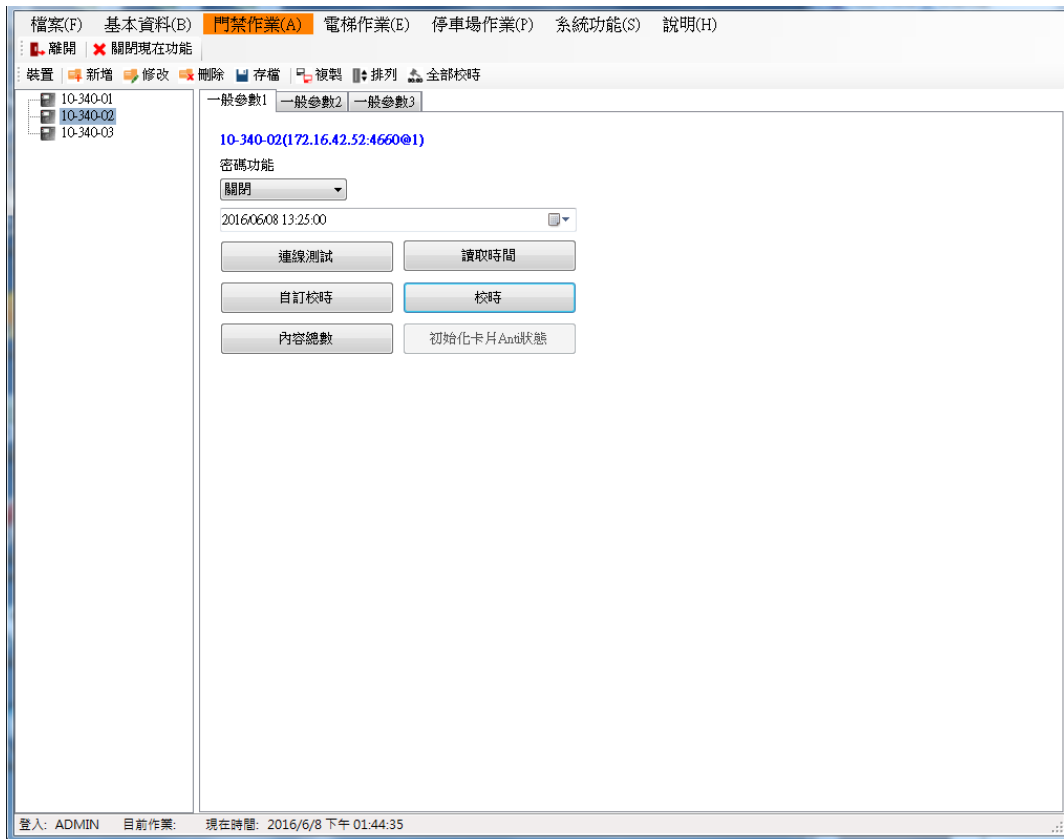 檔案(F) 基本資料(B) 門禁作業(A) 電梯作業(E) 停車場作業(P) 系統功能(S) 說明(H)
離開 關閉現在功能
裝置 新增 修改 刪除 存檔 複製 排列 全部校時
10-340-01
10-340-02
10-340-03
一般參數1 一般參數2 一般參數3
10-340-02(172.16.42.52:4660@1)
密碼功能
關閉
2016/06/08 13:25:00
連線測試 讀取時間
自訂校時 校時
內容總數 初始化卡片Anti狀態
登入: ADMIN 目前作業: 現在時間: 2016/6/8 下午 01:44:35